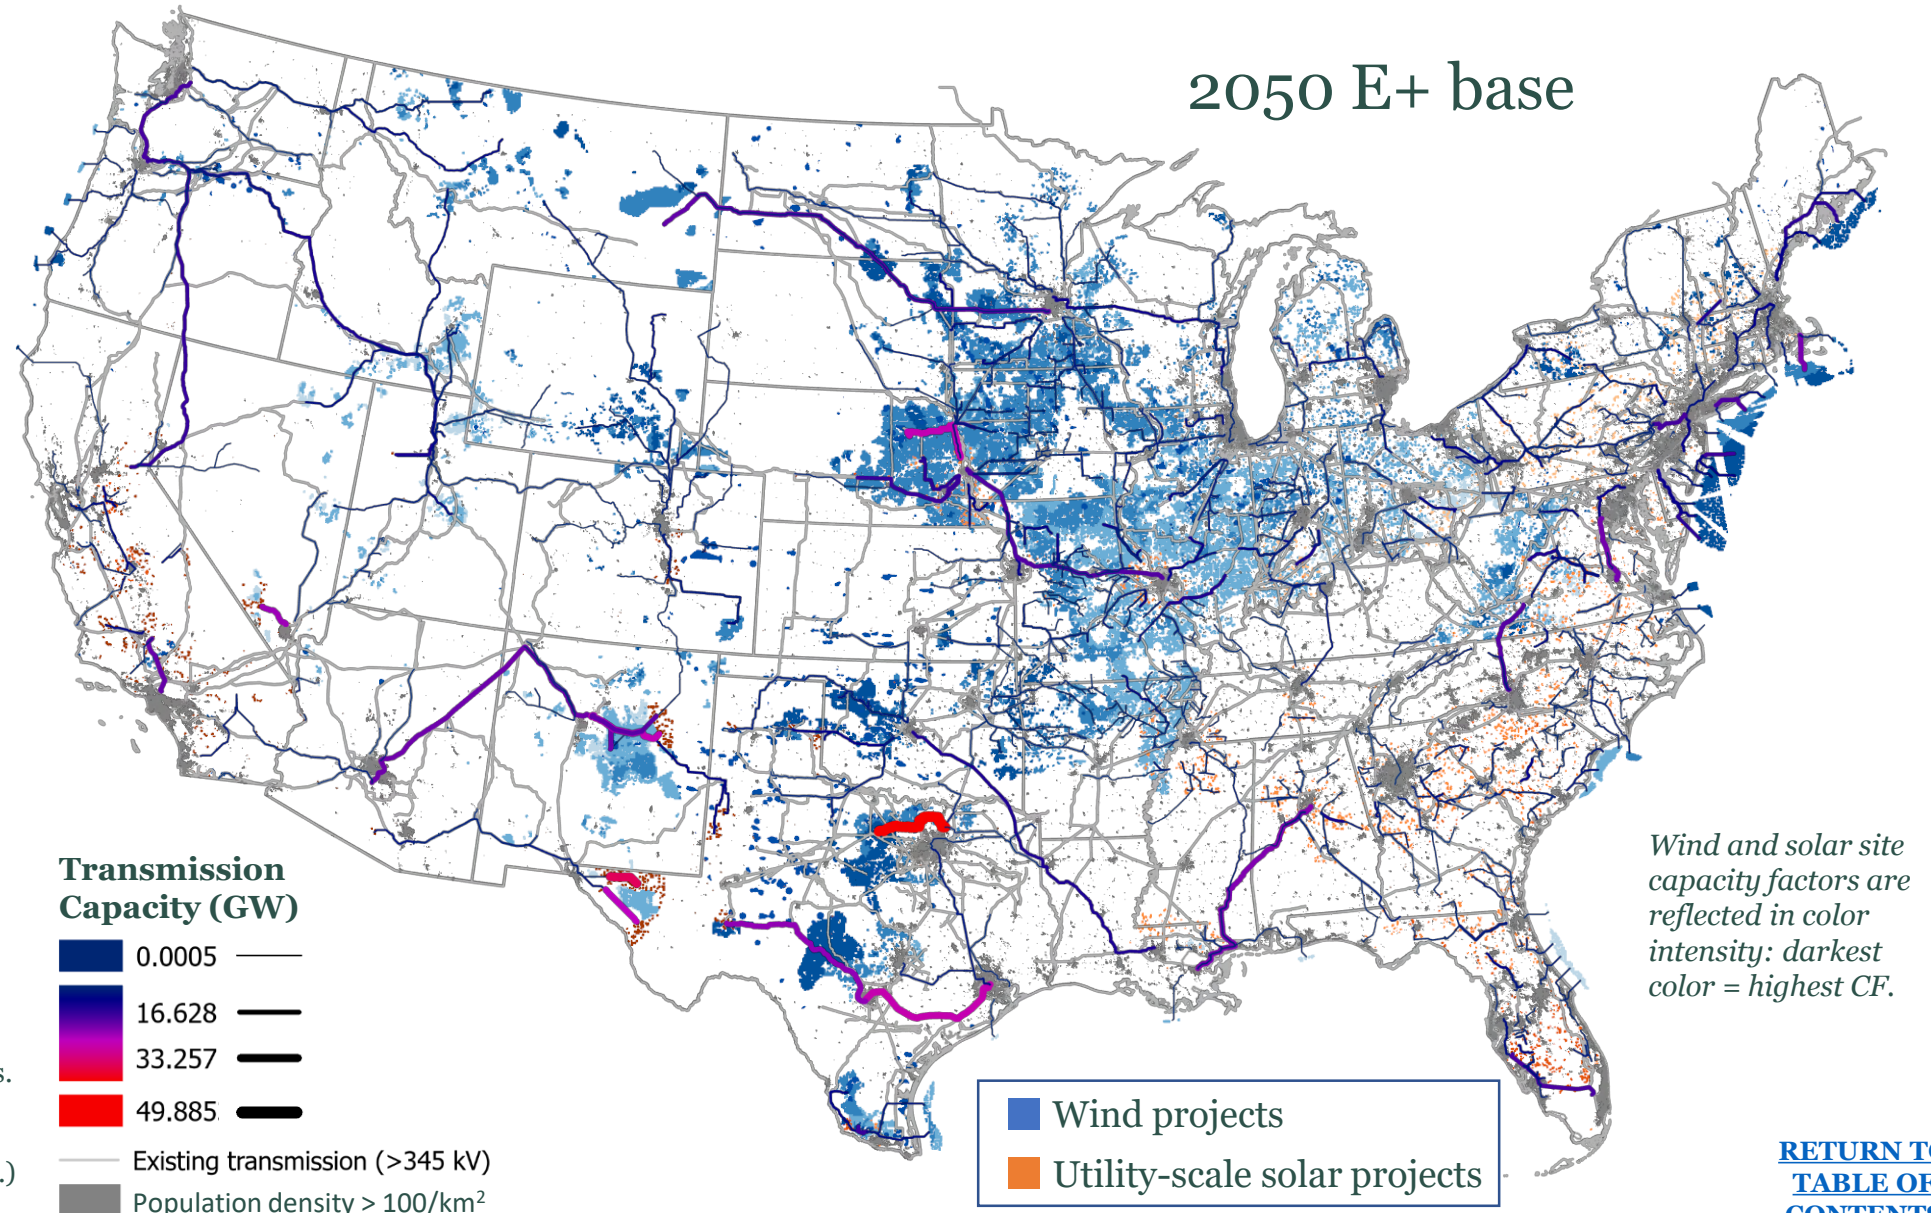 2050 E+ base
Wind and solar site
capacity factors are
reflected in color
intensity: darkest
color = highest CF.
Transmission
Capacity (GW)
0.0005
16.628
33.257
49.885
s.
.)
Existing transmission (>345 kV)
Population density > 100/km²
Wind projects
Utility-scale solar projects
RETURN TO
TABLE OF
CONTENTS